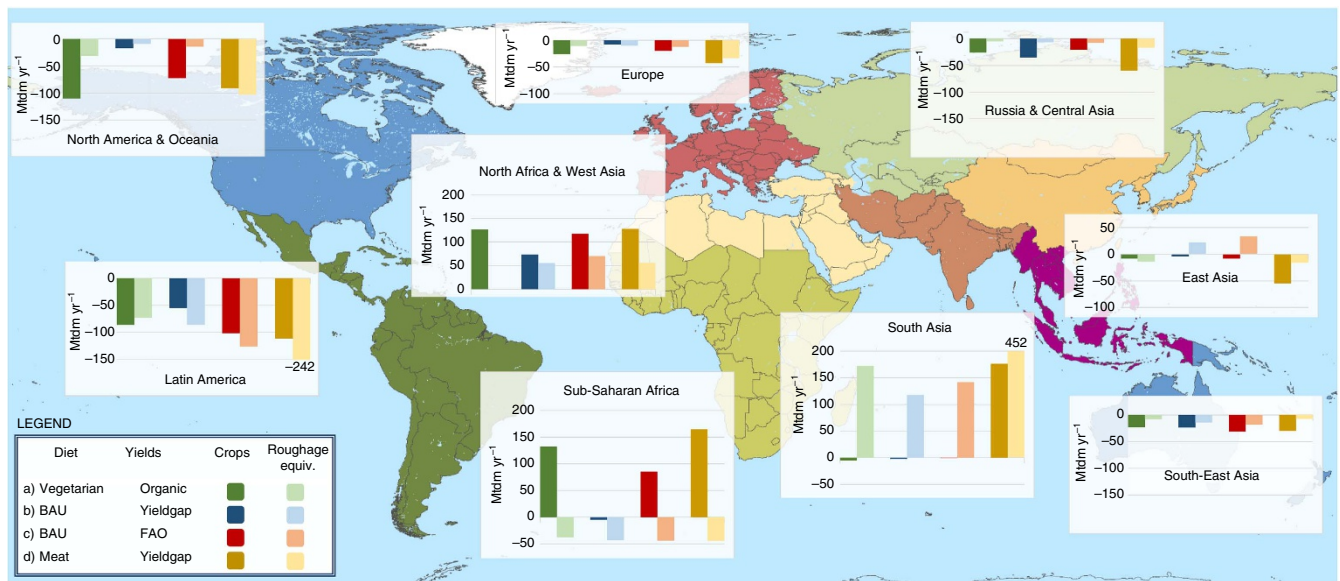 0
−50
−100
−150
Mtdm yr⁻¹
North America & Oceania
0
−50
−100
Mtdm yr⁻¹
Europe
0
−50
−100
−150
Mtdm yr⁻¹
Russia & Central Asia
North Africa & West Asia
200
150
100
50
0
Mtdm yr⁻¹
50
0
−50
−100
Mtdm yr⁻¹
East Asia
0
−50
−100
−150
Mtdm yr⁻¹
−242
Latin America
South Asia
452
200
150
100
50
0
−50
Mtdm yr⁻¹
Sub-Saharan Africa
200
150
100
50
0
−50
Mtdm yr⁻¹
0
−50
−100
−150
Mtdm yr⁻¹
South-East Asia
LEGEND
Diet Yields Crops Roughage equiv.
a) Vegetarian Organic
b) BAU Yieldgap
c) BAU FAO
d) Meat Yieldgap